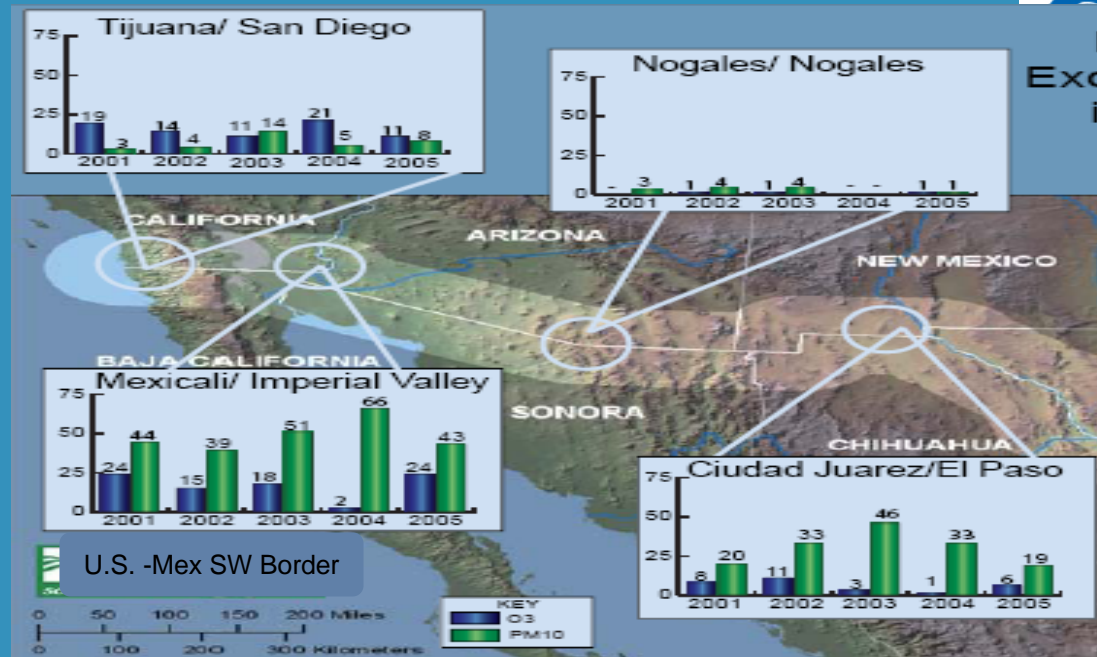 Tijuana/ San Diego
75
50
25
0
19 3 14 4 11 14 21 5 11 8
2001 2002 2003 2004 2005
Nogales/ Nogales
75
50
25
0
- 3 1 4 1 4 - - 1 1
2001 2002 2003 2004 2005
CALIFORNIA
ARIZONA
NEW MEXICO
BAJA CALIFORNIA
SONORA
CHIHUAHUA
Mexicali/ Imperial Valley
75
50
25
0
24 44 15 39 18 51 2 66 24 43
2001 2002 2003 2004 2005
Ciudad Juarez/El Paso
75
50
25
0
8 20 11 33 3 46 1 33 6 19
2001 2002 2003 2004 2005
U.S. -Mex SW Border
0 50 100 150 200 Miles
0 100 200 300 Kilometers
KEY
O3
PM10